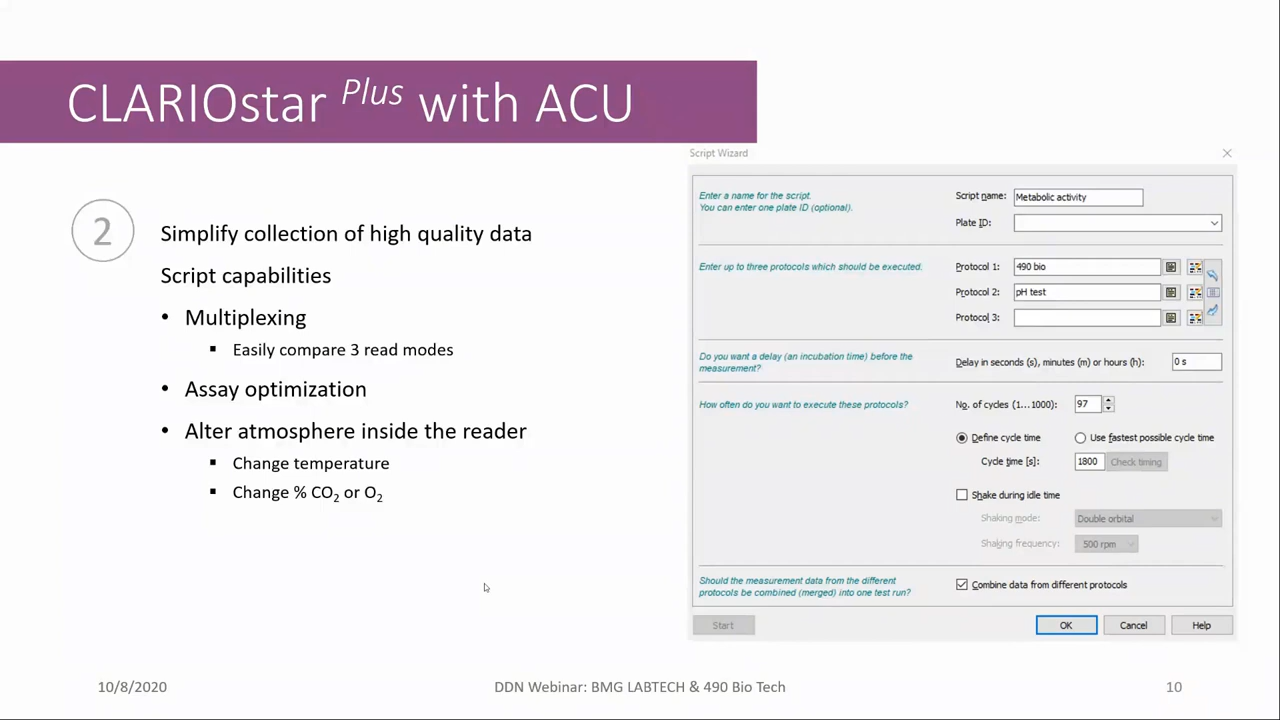 CLARIOstar Plus with ACU
2
Simplify collection of high quality data
Script capabilities
• Multiplexing
▪ Easily compare 3 read modes
• Assay optimization
• Alter atmosphere inside the reader
▪ Change temperature
▪ Change % CO2 or O2
Script Wizard
Enter a name for the script.
You can enter one plate ID (optional).
Script name: Metabolic activity
Plate ID:
Enter up to three protocols which should be executed.
Protocol 1: 490 bio
Protocol 2: pH test
Protocol 3:
Do you want a delay (an incubation time) before the
measurement?
Delay in seconds (s), minutes (m) or hours (h): 0 s
How often do you want to execute these protocols?
No. of cycles (1...1000): 97
Define cycle time Use fastest possible cycle time
Cycle time [s]: 1800 Check timing
Shake during idle time
Shaking mode: Double orbital
Shaking frequency: 500 rpm
Should the measurement data from the different
protocols be combined (merged) into one test run?
Combine data from different protocols
Start OK Cancel Help
10/8/2020 DDN Webinar: BMG LABTECH & 490 Bio Tech 10